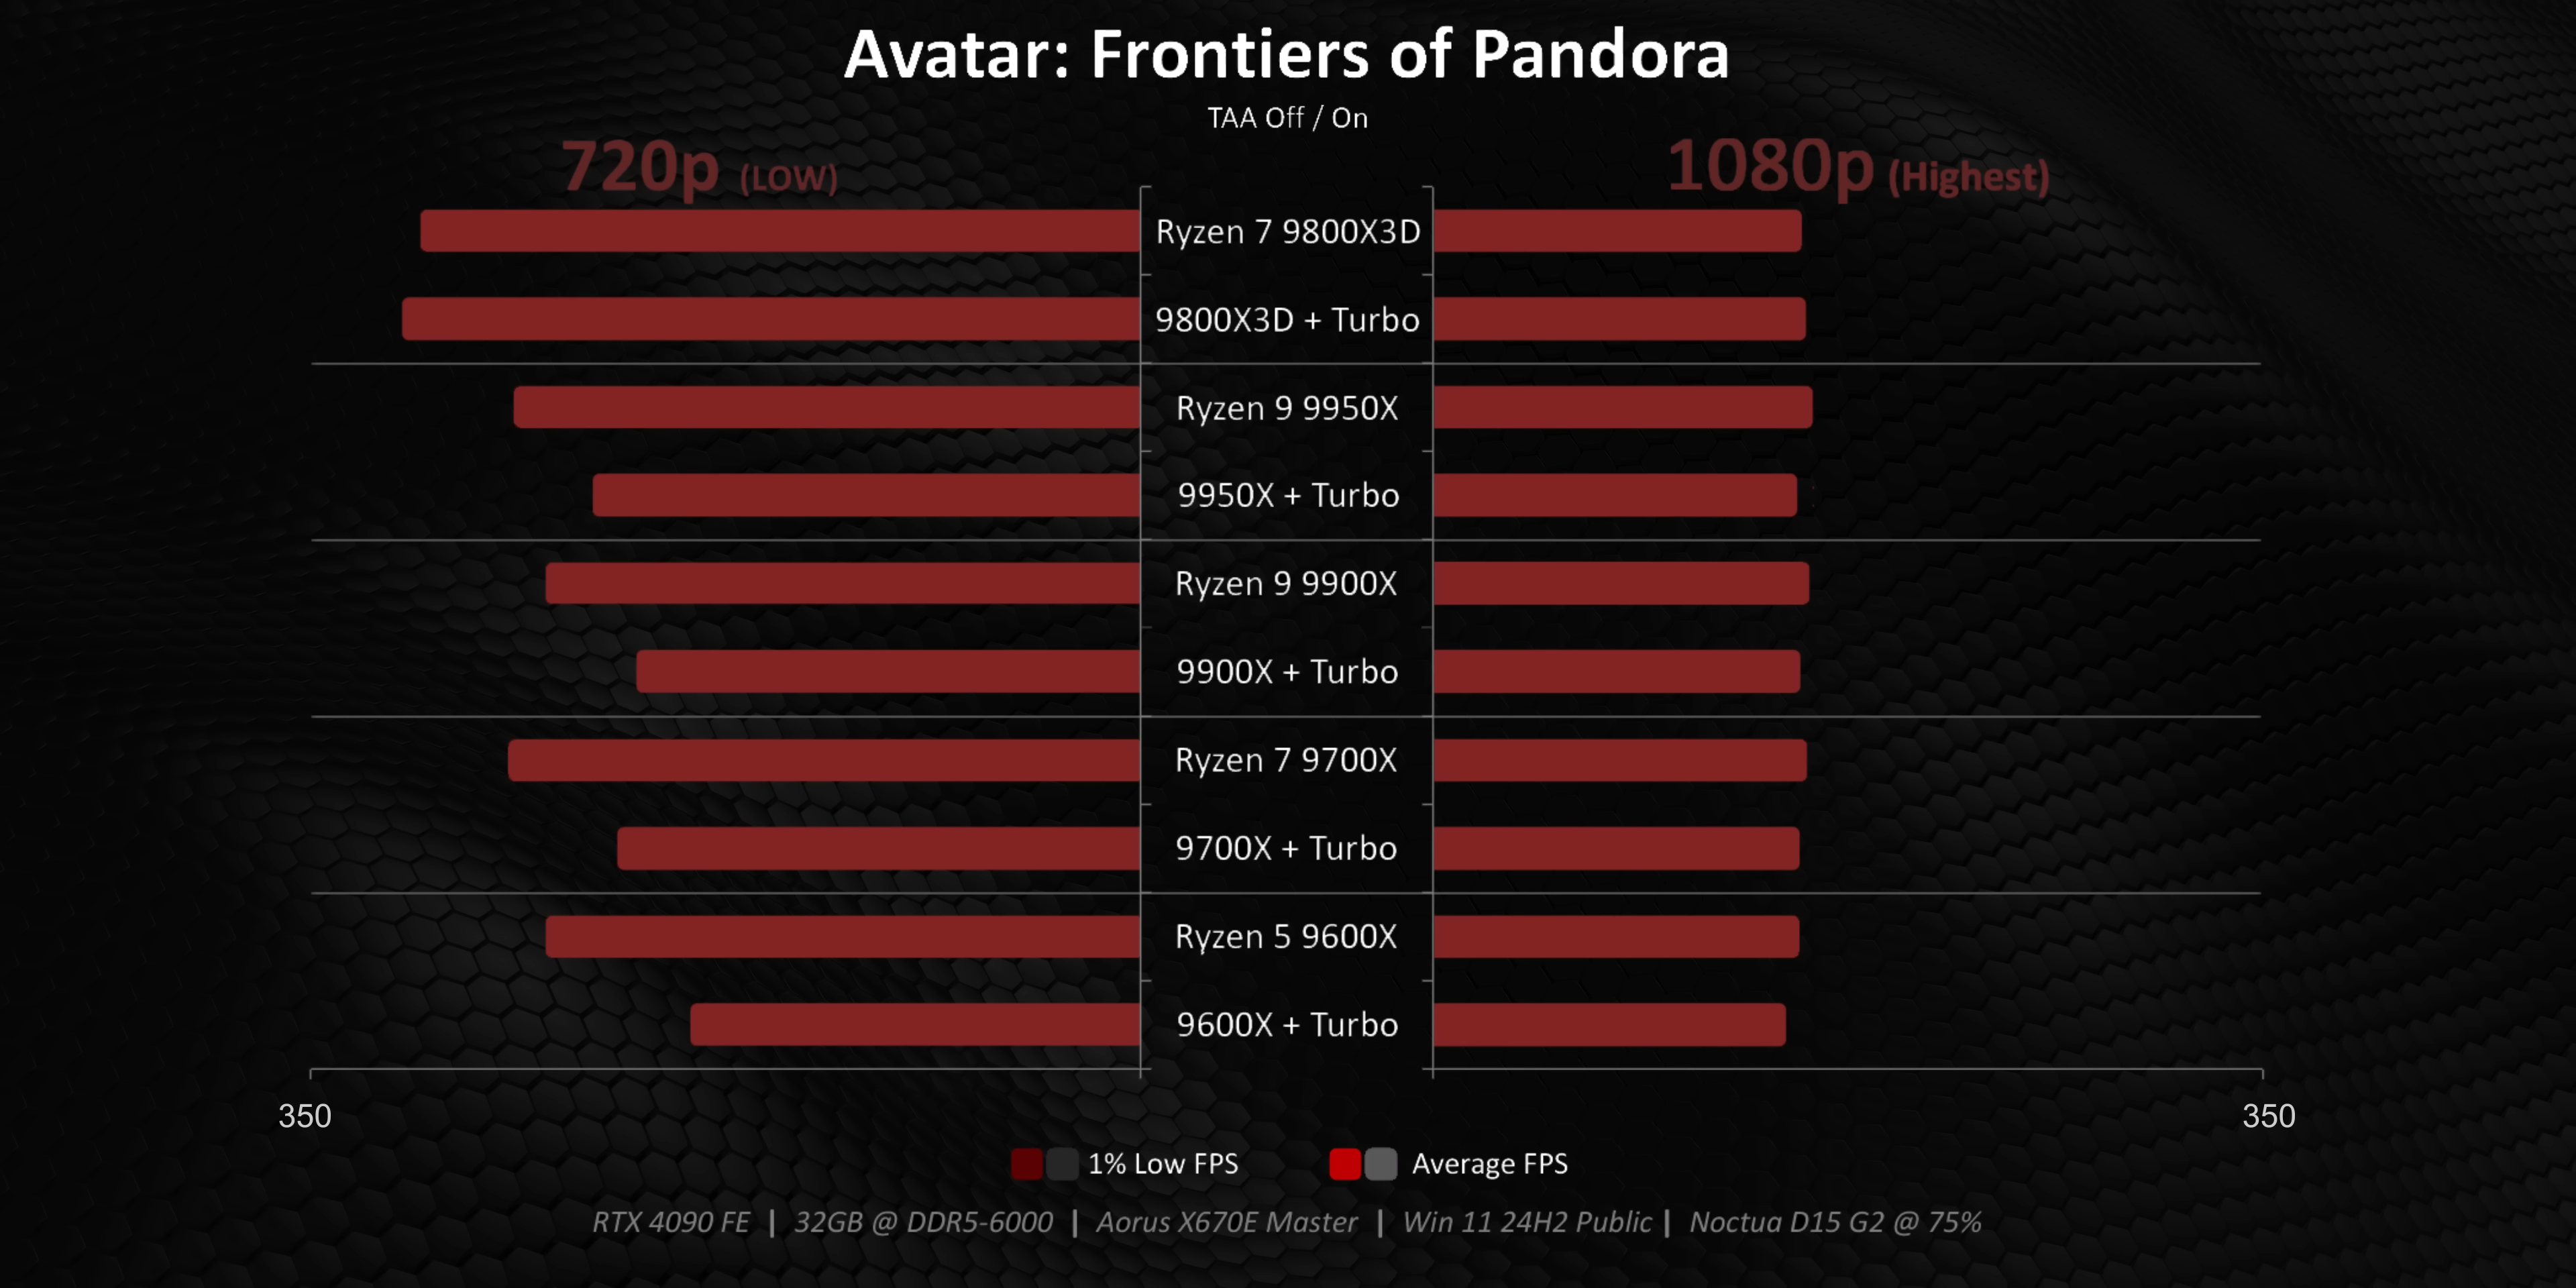 Avatar: Frontiers of Pandora
TAA Off / On
720p (LOW)
1080p (Highest)
Ryzen 7 9800X3D
9800X3D + Turbo
Ryzen 9 9950X
9950X + Turbo
Ryzen 9 9900X
9900X + Turbo
Ryzen 7 9700X
9700X + Turbo
Ryzen 5 9600X
9600X + Turbo
350
350
1% Low FPS
Average FPS
RTX 4090 FE | 32GB @ DDR5-6000 | Aorus X670E Master | Win 11 24H2 Public | Noctua D15 G2 @ 75%